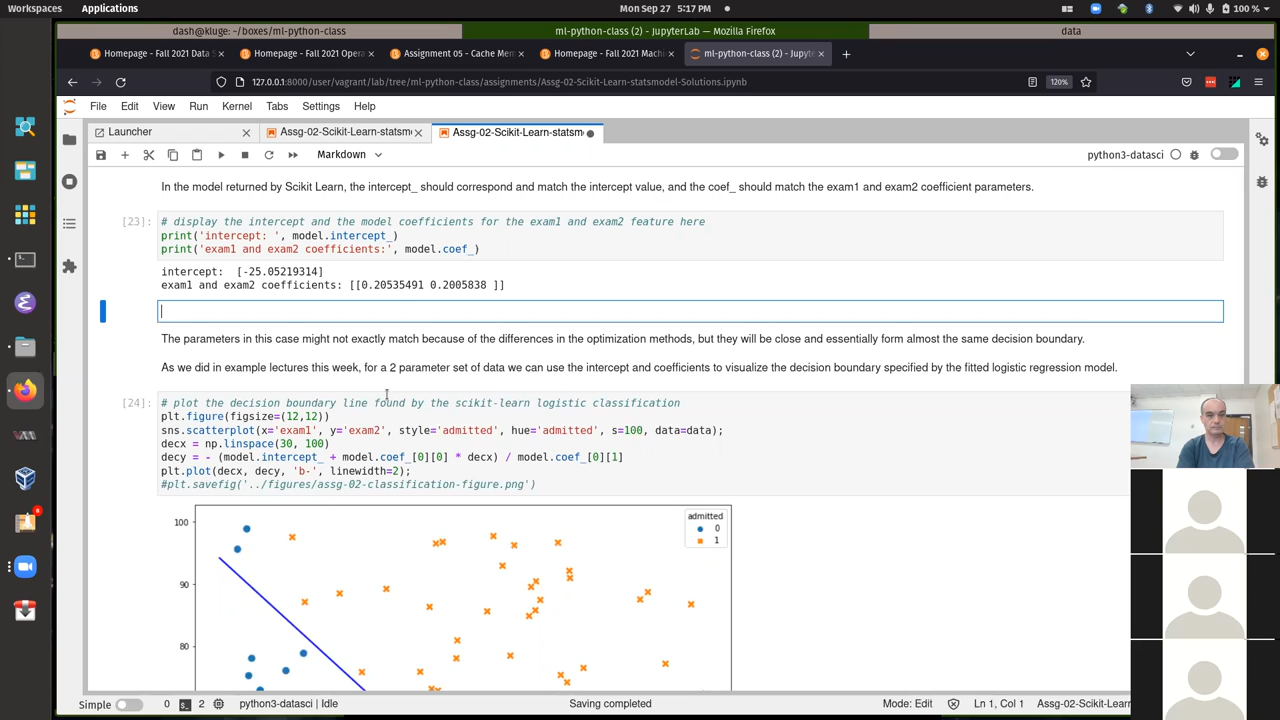 Workspaces Applications Mon Sep 27 5:17 PM 100 %
dash@kluge: ~/boxes/ml-python-class ml-python-class (2) - JupyterLab — Mozilla Firefox data
Homepage - Fall 2021 Data S Homepage - Fall 2021 Opera Assignment 05 - Cache Mem Homepage - Fall 2021 Machi ml-python-class (2) - Jupyte
127.0.0.1:8000/user/vagrant/lab/tree/ml-python-class/assignments/Assg-02-Scikit-Learn-statsmodel-Solutions.ipynb 120%
File Edit View Run Kernel Tabs Settings Help
Launcher Assg-02-Scikit-Learn-statsm Assg-02-Scikit-Learn-statsm
Markdown python3-datasci
In the model returned by Scikit Learn, the intercept_ should correspond and match the intercept value, and the coef_ should match the exam1 and exam2 coefficient parameters.
[23]: # display the intercept and the model coefficients for the exam1 and exam2 feature here
print('intercept: ', model.intercept_)
print('exam1 and exam2 coefficients:', model.coef_)
intercept:  [-25.05219314]
exam1 and exam2 coefficients: [[0.20535491 0.2005838 ]]
The parameters in this case might not exactly match because of the differences in the optimization methods, but they will be close and essentially form almost the same decision boundary.
As we did in example lectures this week, for a 2 parameter set of data we can use the intercept and coefficients to visualize the decision boundary specified by the fitted logistic regression model.
[24]: # plot the decision boundary line found by the scikit-learn logistic classification
plt.figure(figsize=(12,12))
sns.scatterplot(x='exam1', y='exam2', style='admitted', hue='admitted', s=100, data=data);
decx = np.linspace(30, 100)
decy = - (model.intercept_ + model.coef_[0][0] * decx) / model.coef_[0][1]
plt.plot(decx, decy, 'b-', linewidth=2);
#plt.savefig('../figures/assg-02-classification-figure.png')
admitted
0
1
100
90
80
Simple 0 2 python3-datasci | Idle Saving completed Mode: Edit Ln 1, Col 1 Assg-02-Scikit-Learn-statsm